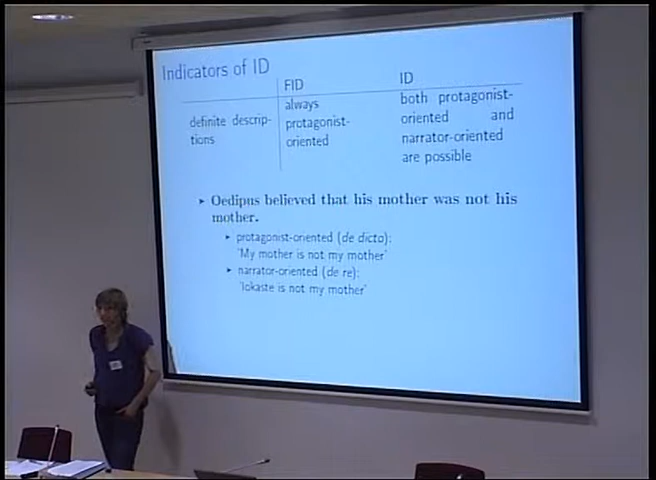 Indicators of ID
FID ID
definite descrip- always both protagonist-
tions protagonist- oriented and
oriented narrator-oriented
are possible
▸ Oedipus believed that his mother was not his
mother.
▸ protagonist-oriented (de dicto):
'My mother is not my mother'
▸ narrator-oriented (de re):
'Iokaste is not my mother'